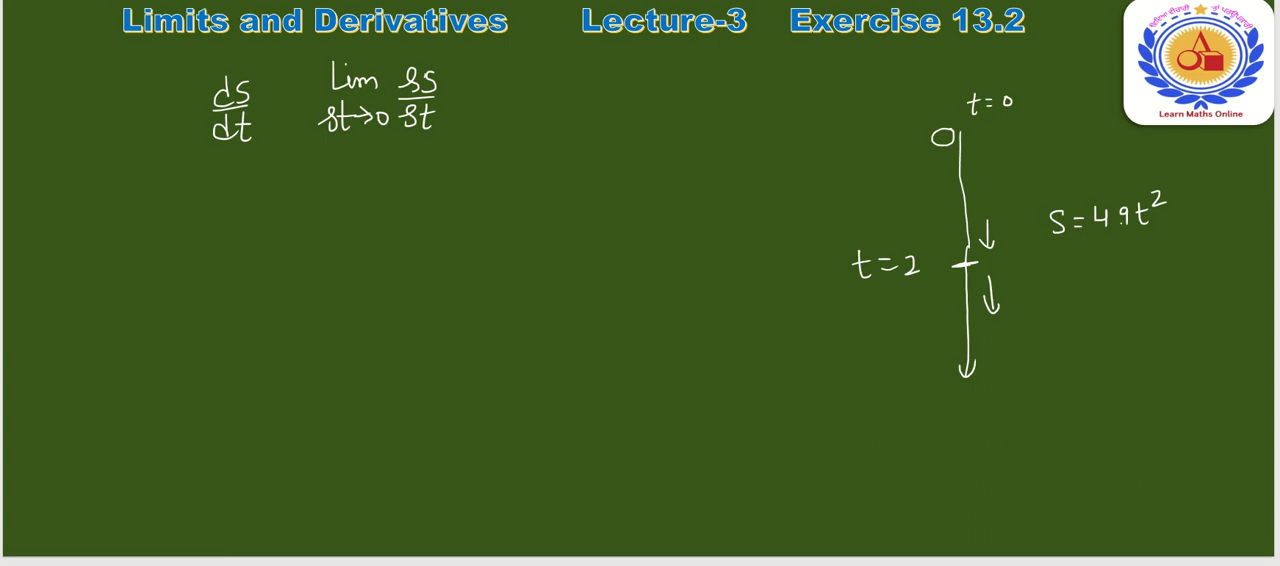 Limits and Derivatives Lecture-3 Exercise 13.2
ds/dt Lim δt→0 δs/δt
t=0
O
S=4.9t²
t=2
Learn Maths Online